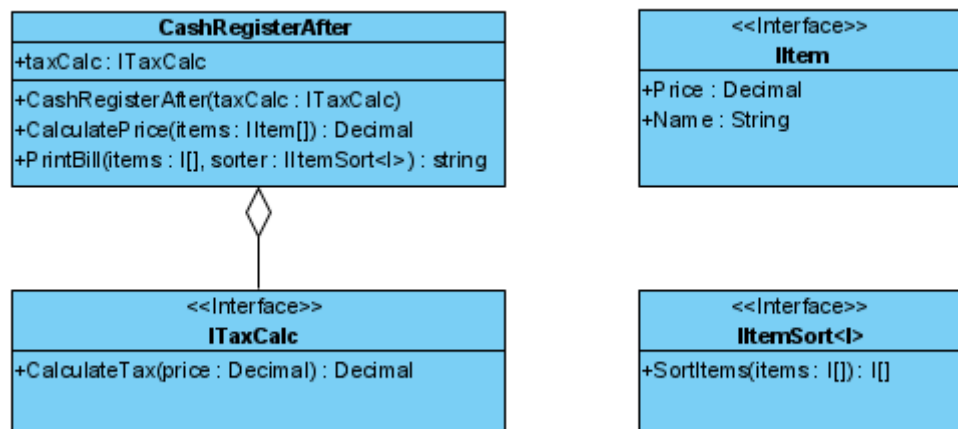 CashRegisterAfter
+taxCalc : ITaxCalc
+CashRegisterAfter(taxCalc : ITaxCalc)
+CalculatePrice(items : IItem[]) : Decimal
+PrintBill(items : I[], sorter : IItemSort<I>) : string
<<Interface>>
IItem
+Price : Decimal
+Name : String
<<Interface>>
ITaxCalc
+CalculateTax(price : Decimal) : Decimal
<<Interface>>
IItemSort<I>
+SortItems(items : I[]) : I[]